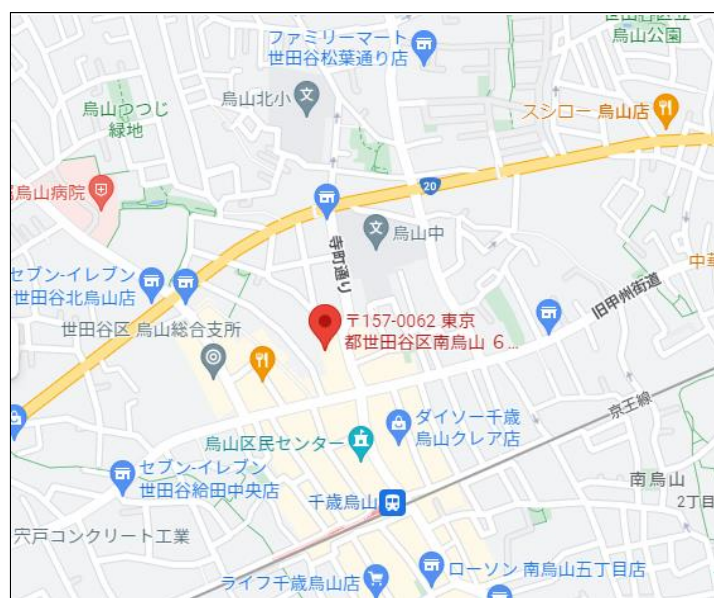 世田谷区立
烏山公園
ファミリーマート
世田谷松葉通り店
烏山北小
スシロー 烏山店
烏山つつじ
緑地
烏山病院
20
烏山中
寺町通り
中華
セブン-イレブン
世田谷北烏山店
旧甲州街道
〒157-0062 東京
都世田谷区南烏山 6...
世田谷区 烏山総合支所
京王線
ダイソー千歳
烏山クレア店
烏山区民センター
セブン-イレブン
世田谷給田中央店
南烏山
2丁目
千歳烏山
宍戸コンクリート工業
ローソン 南烏山五丁目店
ライフ千歳烏山店